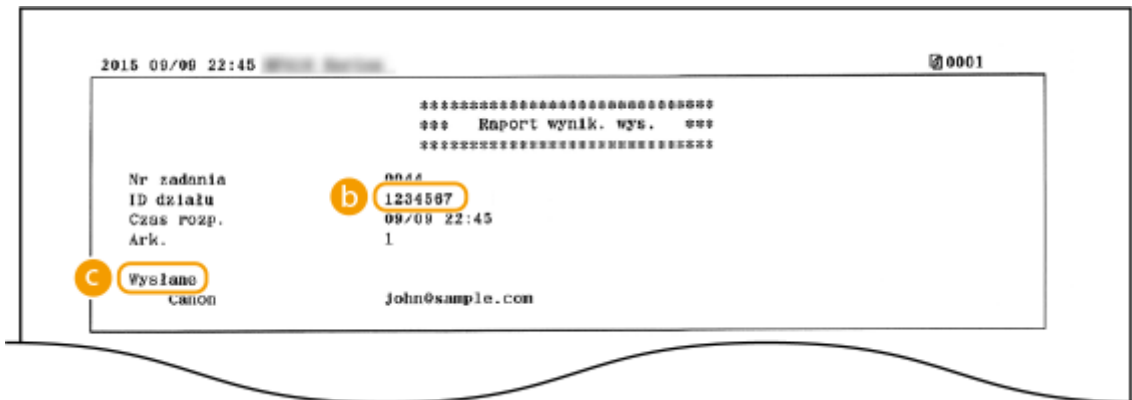 2015 09/09 22:45
0001
******************************
*** Raport wynik. wys. ***
******************************
Nr zadania 0044
ID działu b 1234567
Czas rozp. 09/09 22:45
Ark. 1
c Wysłano
Canon john@sample.com